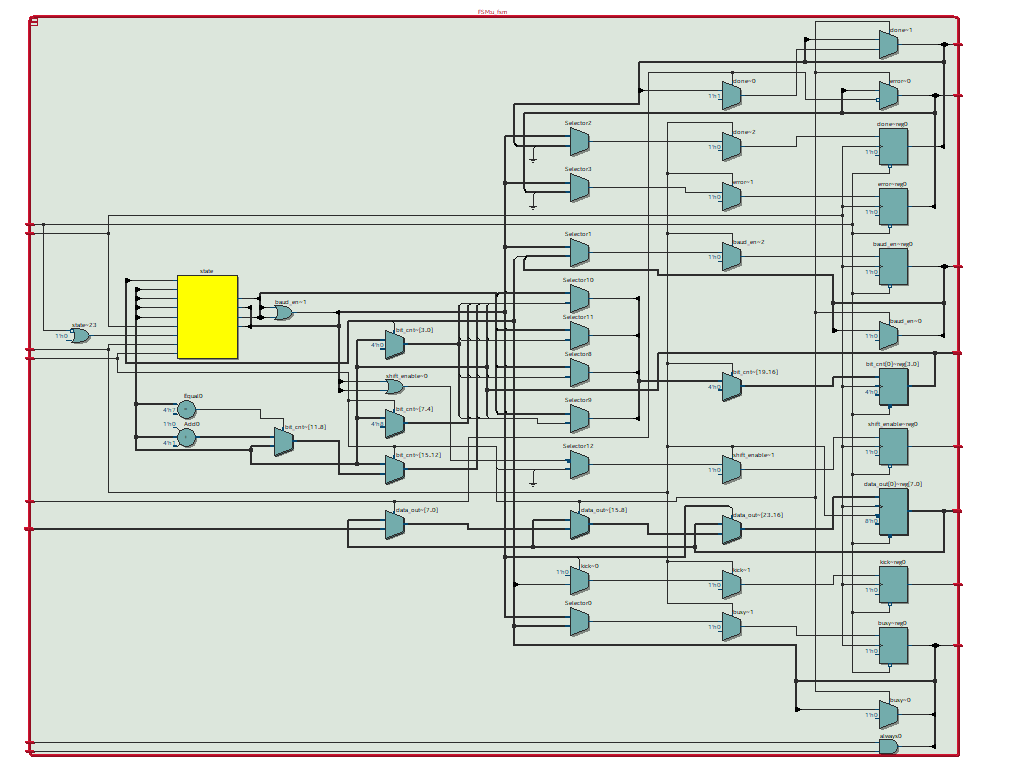 FSM:u_fsm
done~1
done~0
1'h1
error~0
Selector2
done~2
1'h0
done~reg0
1'h0
Selector3
error~1
1'h0
error~reg0
1'h0
Selector1
baud_en~2
1'h0
baud_en~reg0
1'h0
state
Selector10
baud_en~1
Selector11
baud_en~0
1'h0
state~23
1'h0
bit_cnt~[3..0]
4'h0
Selector8
bit_cnt~[19..16]
4'h0
bit_cnt[0]~reg[3..0]
4'h0
shift_enable~0
Equal0
4'h7
Selector9
bit_cnt~[7..4]
4'h8
Add0
1'h0
4'h1
bit_cnt~[11..8]
shift_enable~reg0
1'h0
Selector12
bit_cnt~[15..12]
shift_enable~1
1'h0
data_out[0]~reg[7..0]
8'h0
data_out~[7..0]
data_out~[15..8]
data_out~[23..16]
kick~0
1'h0
kick~1
1'h0
kick~reg0
1'h0
Selector0
busy~1
1'h0
busy~reg0
1'h0
busy~0
1'h0
always0